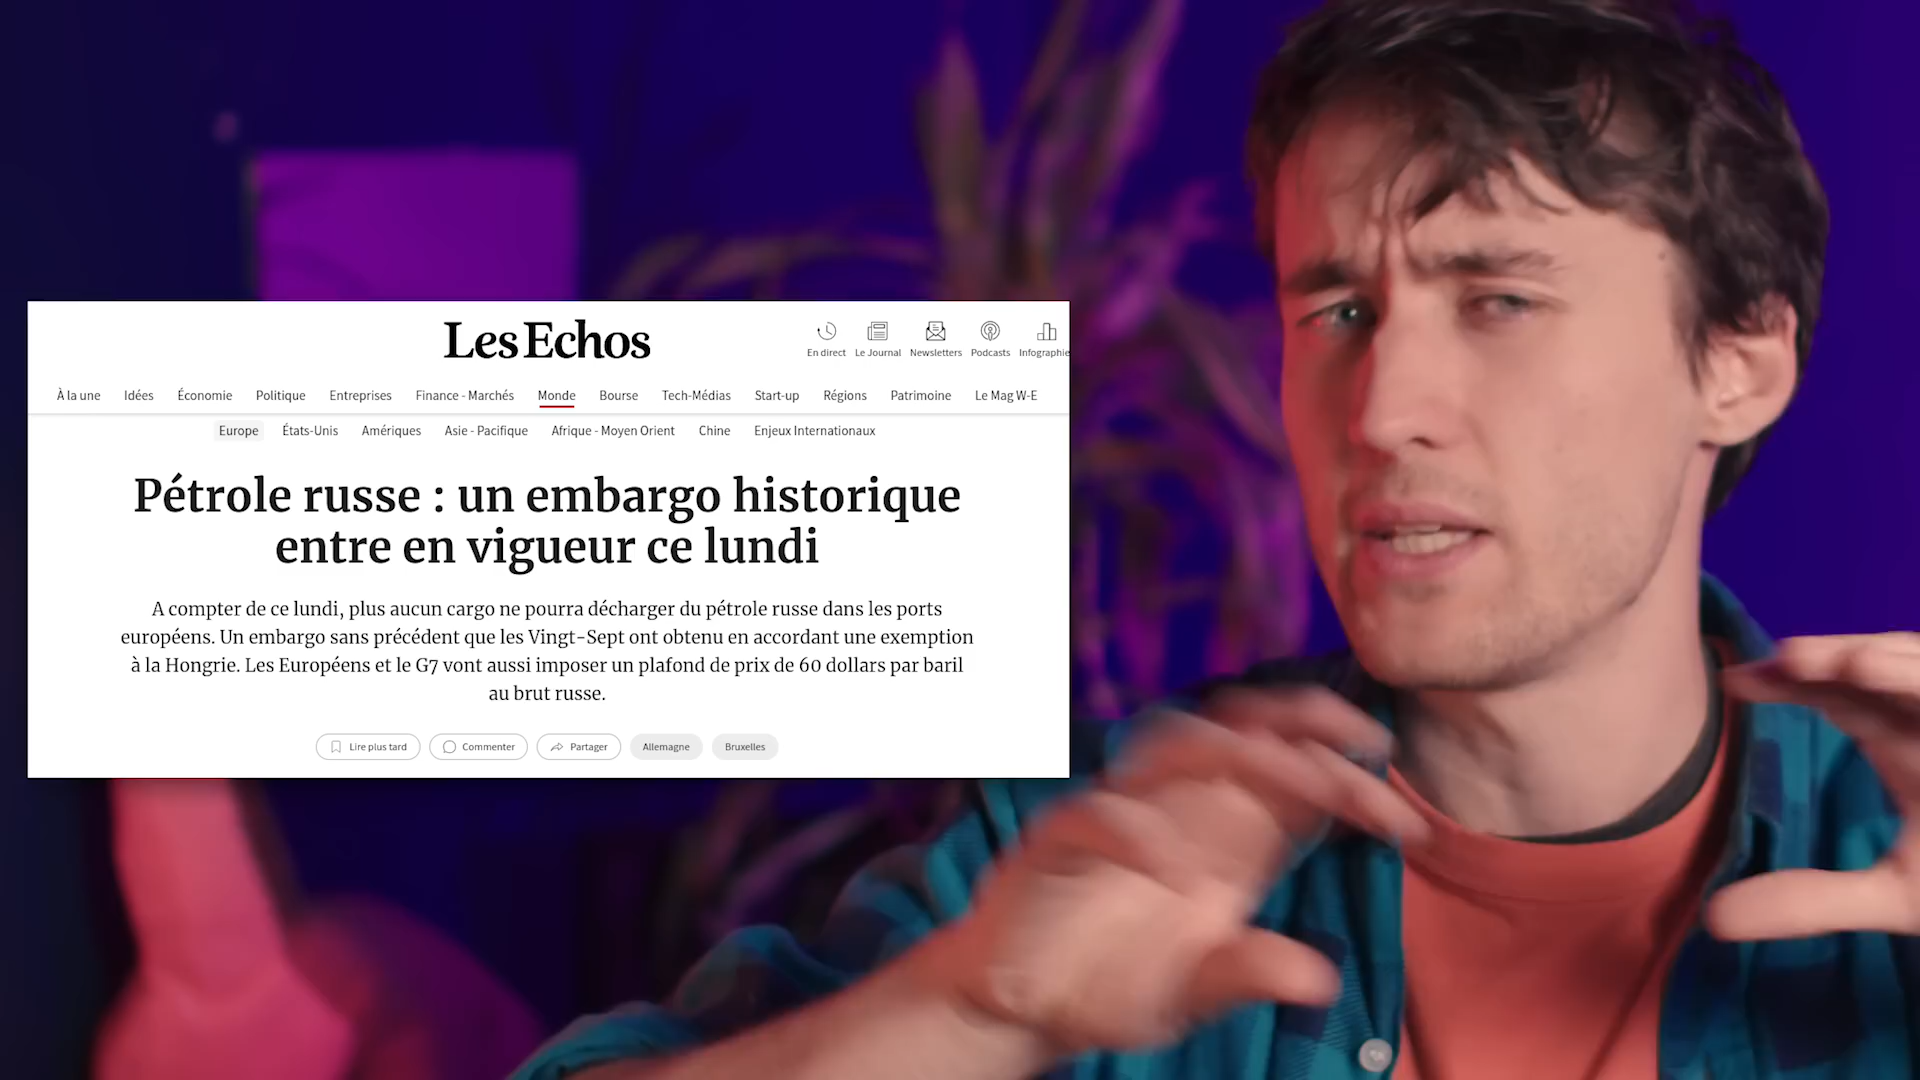 Les Echos
En direct Le Journal Newsletters Podcasts Infographie
À la une Idées Économie Politique Entreprises Finance - Marchés Monde Bourse Tech-Médias Start-up Régions Patrimoine Le Mag W-E
Europe États-Unis Amériques Asie - Pacifique Afrique - Moyen Orient Chine Enjeux Internationaux
Pétrole russe : un embargo historique
entre en vigueur ce lundi
A compter de ce lundi, plus aucun cargo ne pourra décharger du pétrole russe dans les ports
européens. Un embargo sans précédent que les Vingt-Sept ont obtenu en accordant une exemption
à la Hongrie. Les Européens et le G7 vont aussi imposer un plafond de prix de 60 dollars par baril
au brut russe.
Lire plus tard Commenter Partager Allemagne Bruxelles